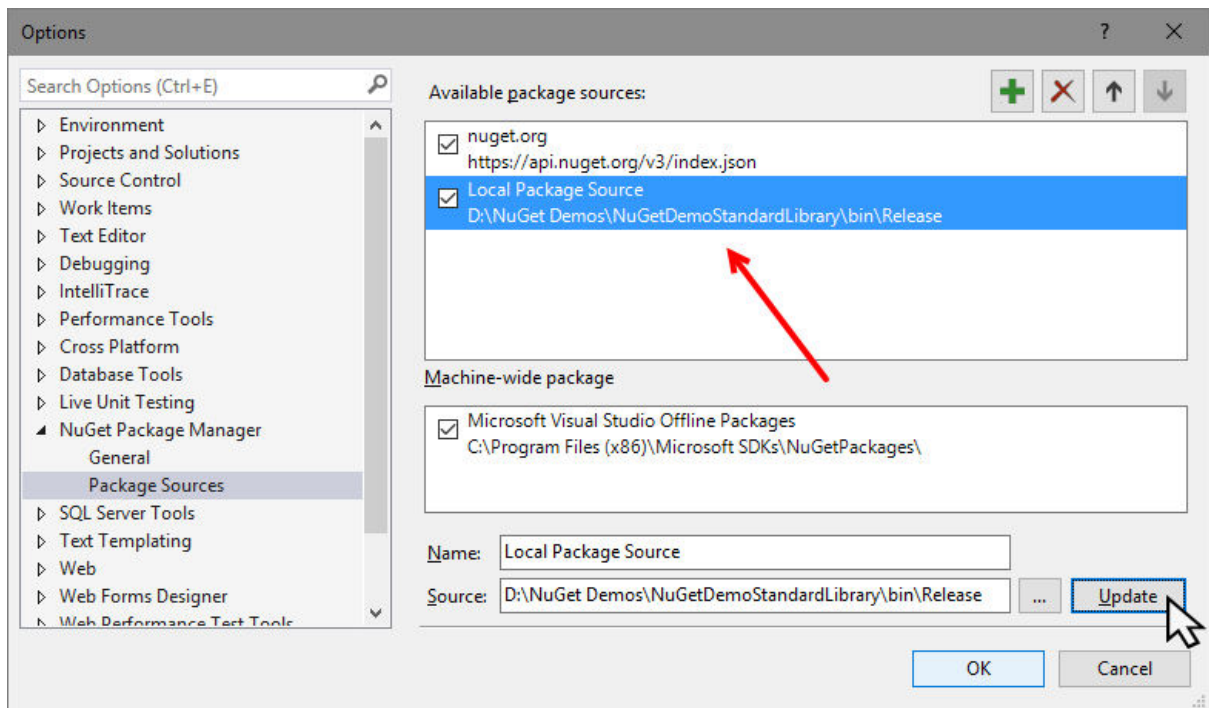 Options
?
Search Options (Ctrl+E)
Environment
Projects and Solutions
Source Control
Work Items
Text Editor
Debugging
IntelliTrace
Performance Tools
Cross Platform
Database Tools
Live Unit Testing
NuGet Package Manager
General
Package Sources
SQL Server Tools
Text Templating
Web
Web Forms Designer
Web Performance Test Tools
Available package sources:
nuget.org
https://api.nuget.org/v3/index.json
Local Package Source
D:\NuGet Demos\NuGetDemoStandardLibrary\bin\Release
Machine-wide package
Microsoft Visual Studio Offline Packages
C:\Program Files (x86)\Microsoft SDKs\NuGetPackages\
Name: Local Package Source
Source: D:\NuGet Demos\NuGetDemoStandardLibrary\bin\Release ... Update
OK Cancel